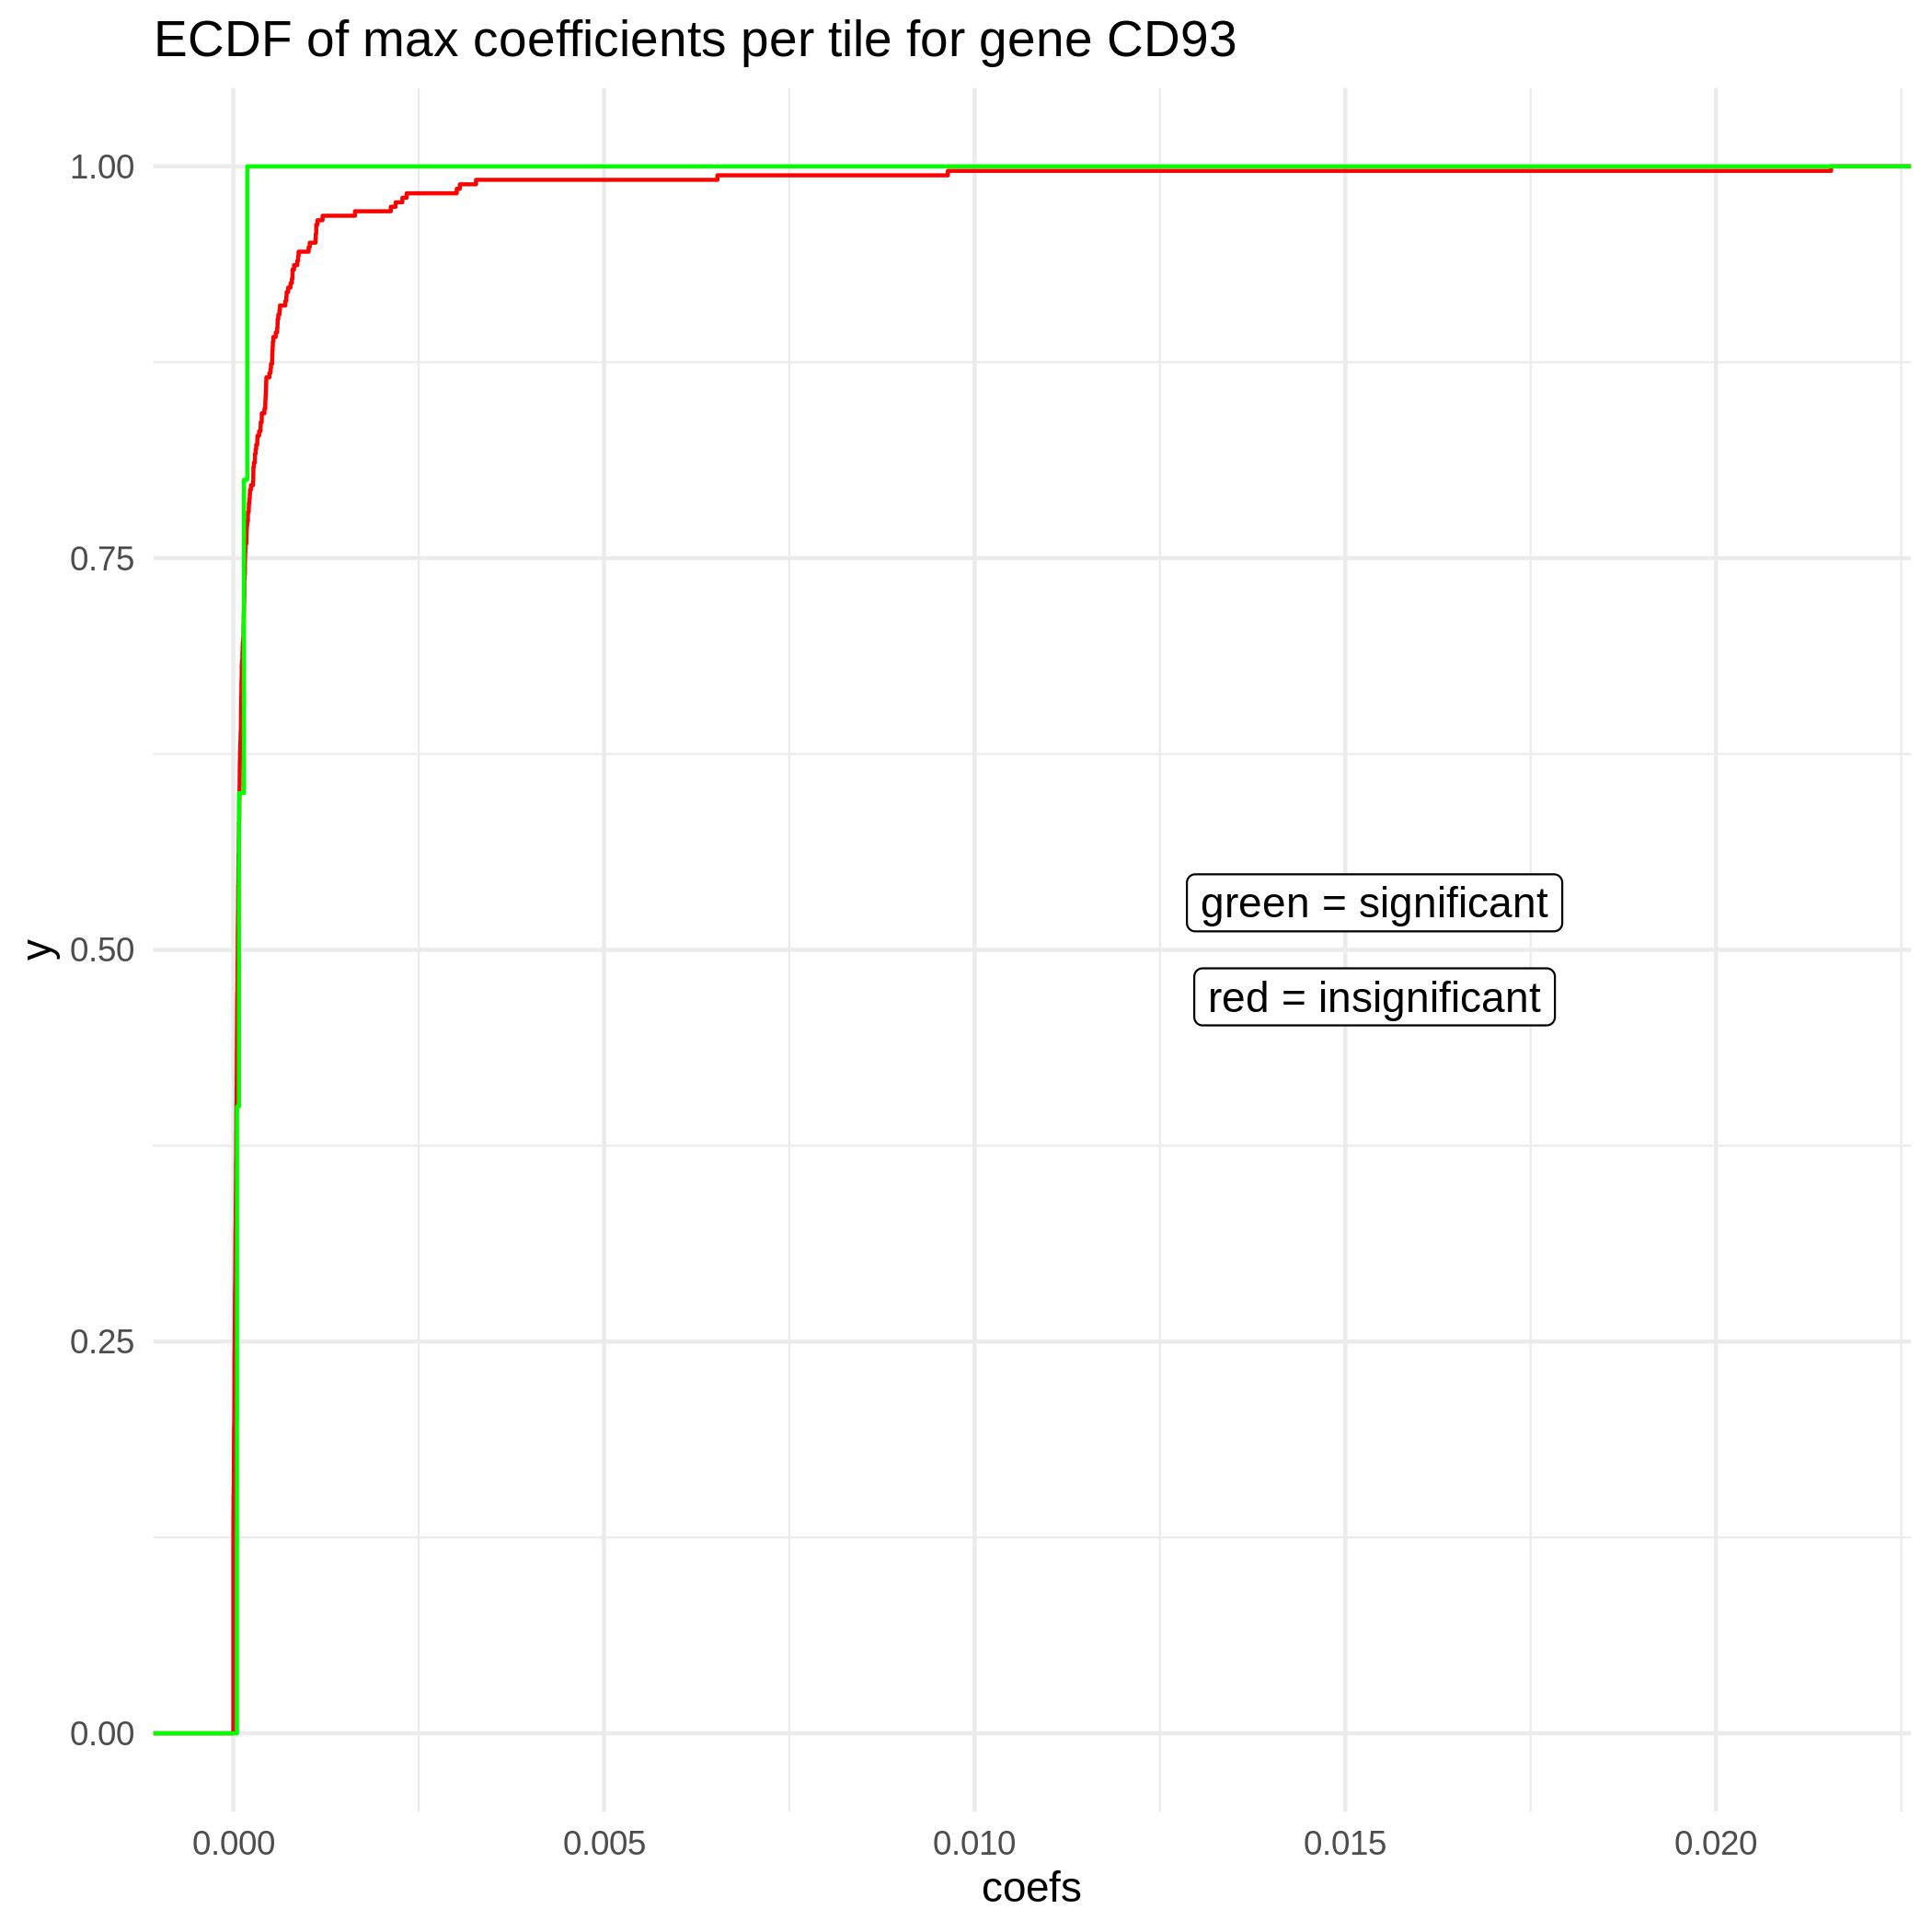 ECDF of max coefficients per tile for gene CD93
1.00
0.75
0.50
0.25
0.00
y
green = significant
red = insignificant
0.000 0.005 0.010 0.015 0.020
coefs